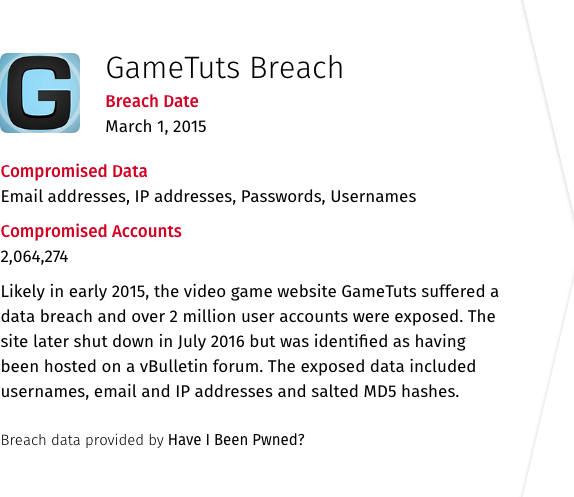 G
GameTuts Breach
Breach Date
March 1, 2015
Compromised Data
Email addresses, IP addresses, Passwords, Usernames
Compromised Accounts
2,064,274
Likely in early 2015, the video game website GameTuts suffered a
data breach and over 2 million user accounts were exposed. The
site later shut down in July 2016 but was identified as having
been hosted on a vBulletin forum. The exposed data included
usernames, email and IP addresses and salted MD5 hashes.
Breach data provided by Have I Been Pwned?